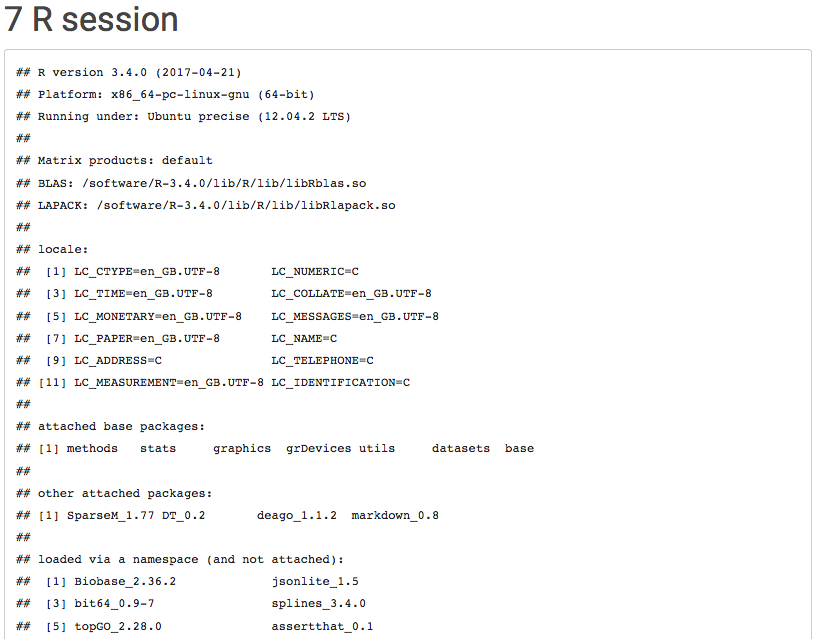 7 R session
## R version 3.4.0 (2017-04-21)
## Platform: x86_64-pc-linux-gnu (64-bit)
## Running under: Ubuntu precise (12.04.2 LTS)
##
## Matrix products: default
## BLAS: /software/R-3.4.0/lib/R/lib/libRblas.so
## LAPACK: /software/R-3.4.0/lib/R/lib/libRlapack.so
##
## locale:
##  [1] LC_CTYPE=en_GB.UTF-8       LC_NUMERIC=C
##  [3] LC_TIME=en_GB.UTF-8        LC_COLLATE=en_GB.UTF-8
##  [5] LC_MONETARY=en_GB.UTF-8    LC_MESSAGES=en_GB.UTF-8
##  [7] LC_PAPER=en_GB.UTF-8       LC_NAME=C
##  [9] LC_ADDRESS=C               LC_TELEPHONE=C
## [11] LC_MEASUREMENT=en_GB.UTF-8 LC_IDENTIFICATION=C
##
## attached base packages:
## [1] methods   stats     graphics  grDevices utils     datasets  base
##
## other attached packages:
## [1] SparseM_1.77 DT_0.2       deago_1.1.2  markdown_0.8
##
## loaded via a namespace (and not attached):
##  [1] Biobase_2.36.2             jsonlite_1.5
##  [3] bit64_0.9-7                splines_3.4.0
##  [5] topGO_2.28.0               assertthat_0.1